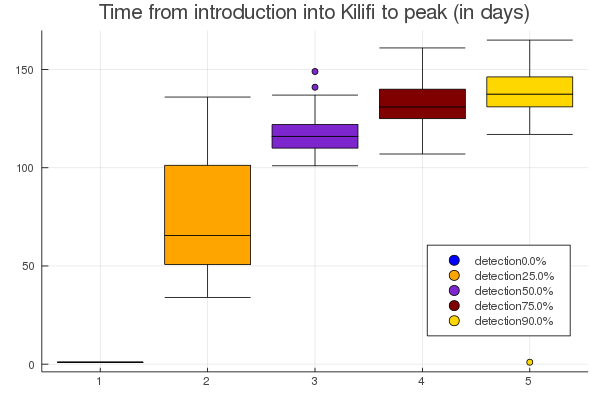 Time from introduction into Kilifi to peak (in days)
150
100
50
0
detection0.0%
detection25.0%
detection50.0%
detection75.0%
detection90.0%
1 2 3 4 5